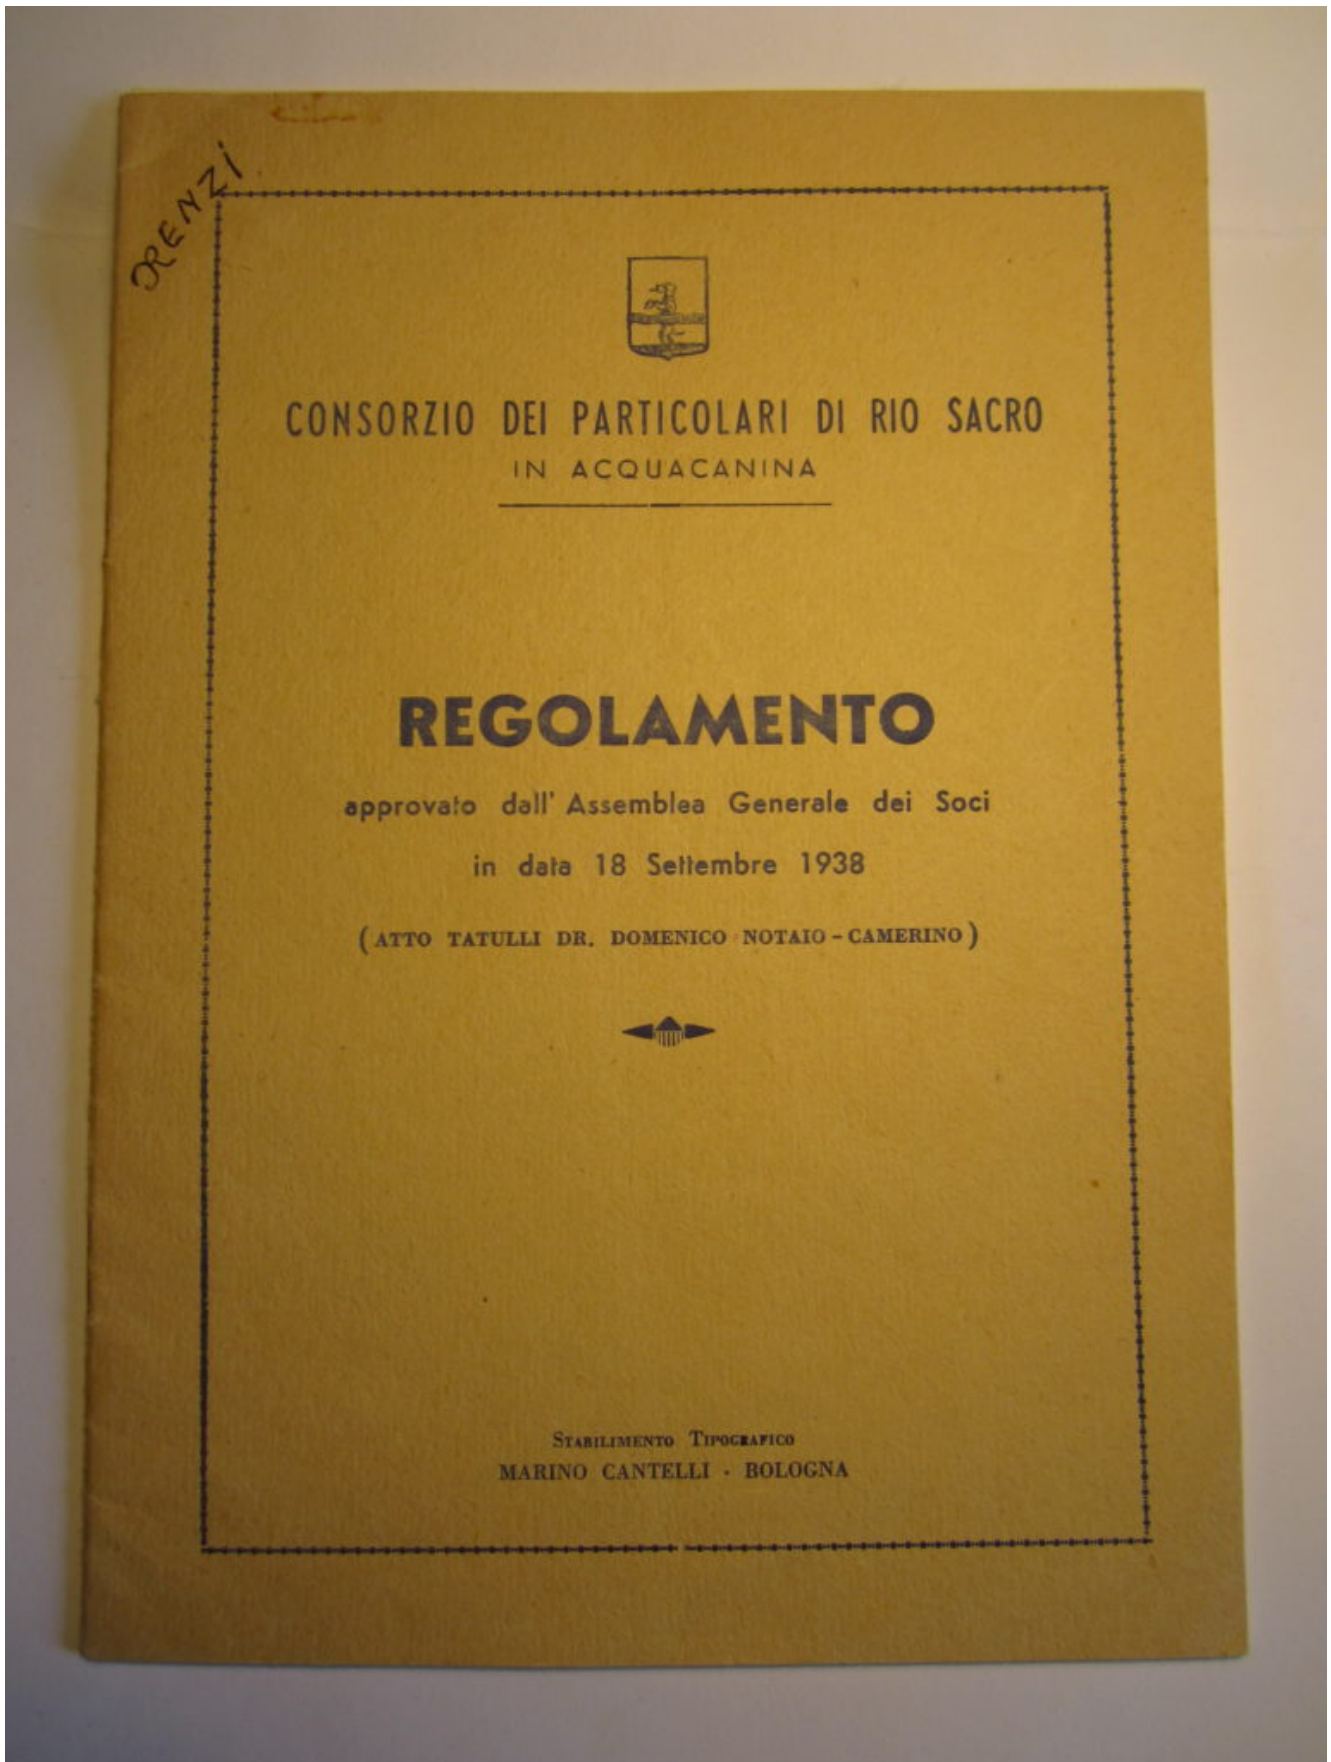 RENZI
CONSORZIO DEI PARTICOLARI DI RIO SACRO
IN ACQUACANINA
REGOLAMENTO
approvato dall' Assemblea Generale dei Soci
in data 18 Settembre 1938
(ATTO TATULLI DR. DOMENICO NOTAIO - CAMERINO)
STABILIMENTO TIPOGRAFICO
MARINO CANTELLI - BOLOGNA